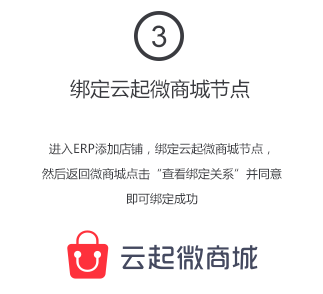 3
绑定云起微商城节点
进入ERP添加店铺，绑定云起微商城节点，
然后返回微商城点击“查看绑定关系”并同意
即可绑定成功
云起微商城